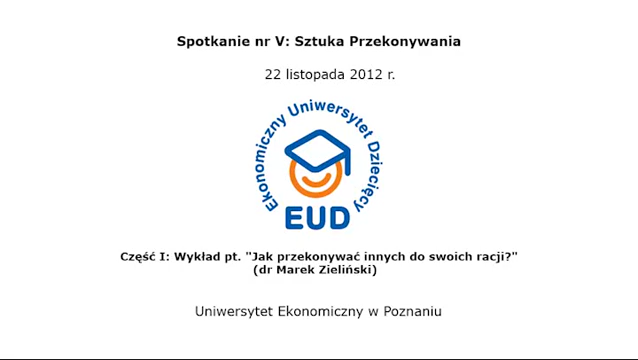 Spotkanie nr V: Sztuka Przekonywania
22 listopada 2012 r.
Ekonomiczny Uniwersytet Dziecięcy
EUD
Część I: Wykład pt. "Jak przekonywać innych do swoich racji?"
(dr Marek Zieliński)
Uniwersytet Ekonomiczny w Poznaniu